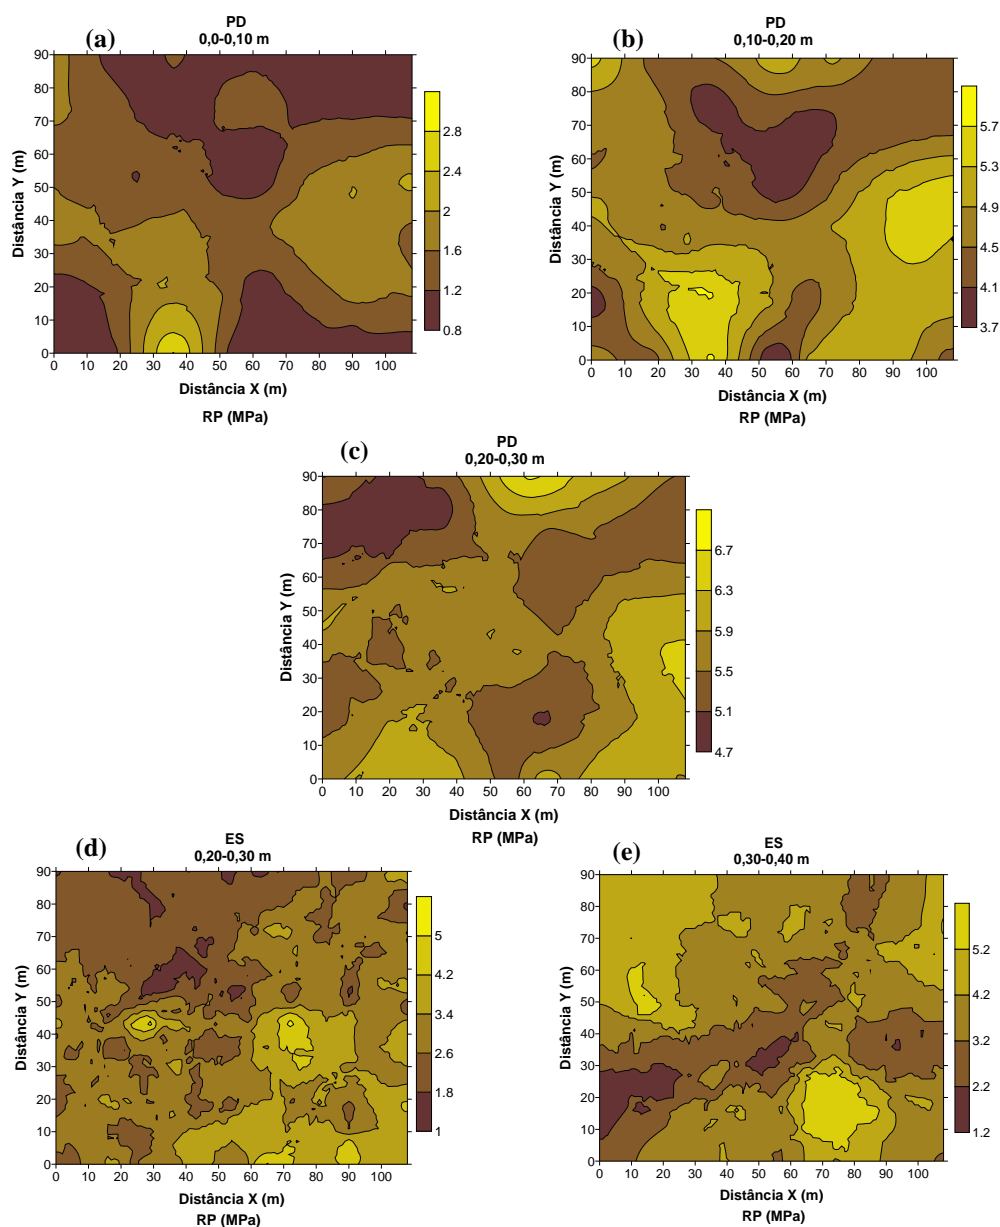 (a)
PD
0,0-0,10 m
90
80
70
60
50
40
30
20
10
0
Distância Y (m)
0 10 20 30 40 50 60 70 80 90 100
Distância X (m)
RP (MPa)
2.8
2.4
2
1.6
1.2
0.8
(b)
PD
0,10-0,20 m
90
80
70
60
50
40
30
20
10
0
Distância Y (m)
0 10 20 30 40 50 60 70 80 90 100
Distância X (m)
RP (MPa)
5.7
5.3
4.9
4.5
4.1
3.7
(c)
PD
0,20-0,30 m
90
80
70
60
50
40
30
20
10
0
Distância Y (m)
0 10 20 30 40 50 60 70 80 90 100
Distância X (m)
RP (MPa)
6.7
6.3
5.9
5.5
5.1
4.7
(d)
ES
0,20-0,30 m
90
80
70
60
50
40
30
20
10
0
Distância Y (m)
0 10 20 30 40 50 60 70 80 90 100
Distância X (m)
RP (MPa)
5
4.2
3.4
2.6
1.8
1
(e)
ES
0,30-0,40 m
90
80
70
60
50
40
30
20
10
0
Distância Y (m)
0 10 20 30 40 50 60 70 80 90 100
Distância X (m)
RP (MPa)
5.2
4.2
3.2
2.2
1.2